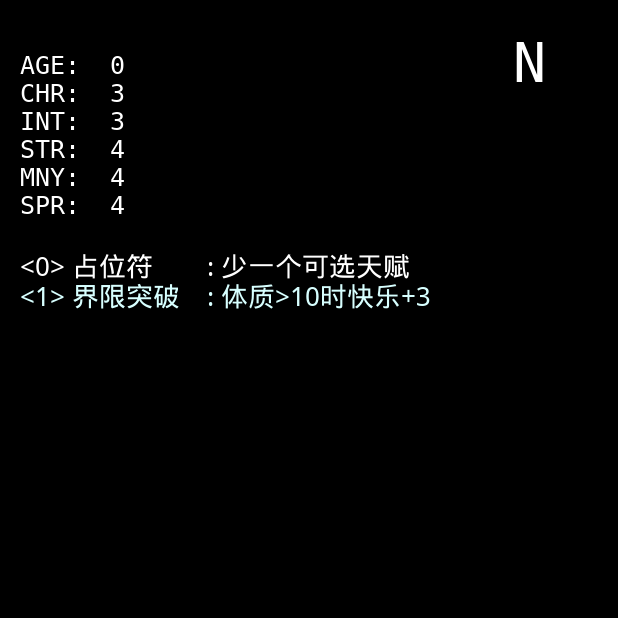 N
AGE: 0
CHR: 3
INT: 3
STR: 4
MNY: 4
SPR: 4
<0> 占位符 : 少一个可选天赋
<1> 界限突破 : 体质>10时快乐+3